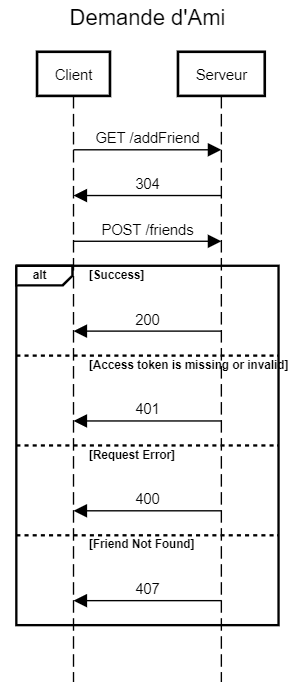 Demande d'Ami
Client
Serveur
GET /addFriend
304
POST /friends
alt
[Success]
200
[Access token is missing or invalid]
401
[Request Error]
400
[Friend Not Found]
407